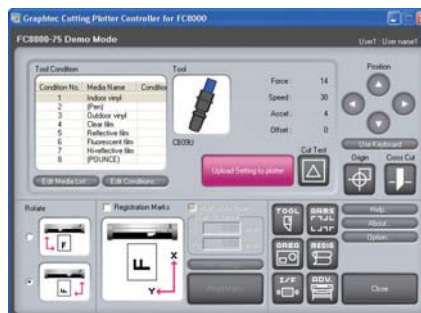 Graphtec Cutting Plotter Controller for FC8000
FC8000-75 Demo Mode
User1 : User name1
Tool Condition
Condition No. Media Name Condition
1 Indoor vinyl
2 (Pen)
3 Outdoor vinyl
4 Clear film
5 Reflective film
6 Fluorescent film
7 Hi-reflective film
8 (POUNCE)
Edit Media List
Edit Conditions
Tool
CB09U
Force : 14
Speed : 30
Accel : 4
Offset : 0
Upload Setting to plotter
Cut Test
Position
Use Keyboard
Origin
Cross Cut
Rotate
F
F
Registration Marks
F
X
Y
TOOL
ARMS
AREA
MEDIA
I/F
ADV.
Help
About
Option
Close